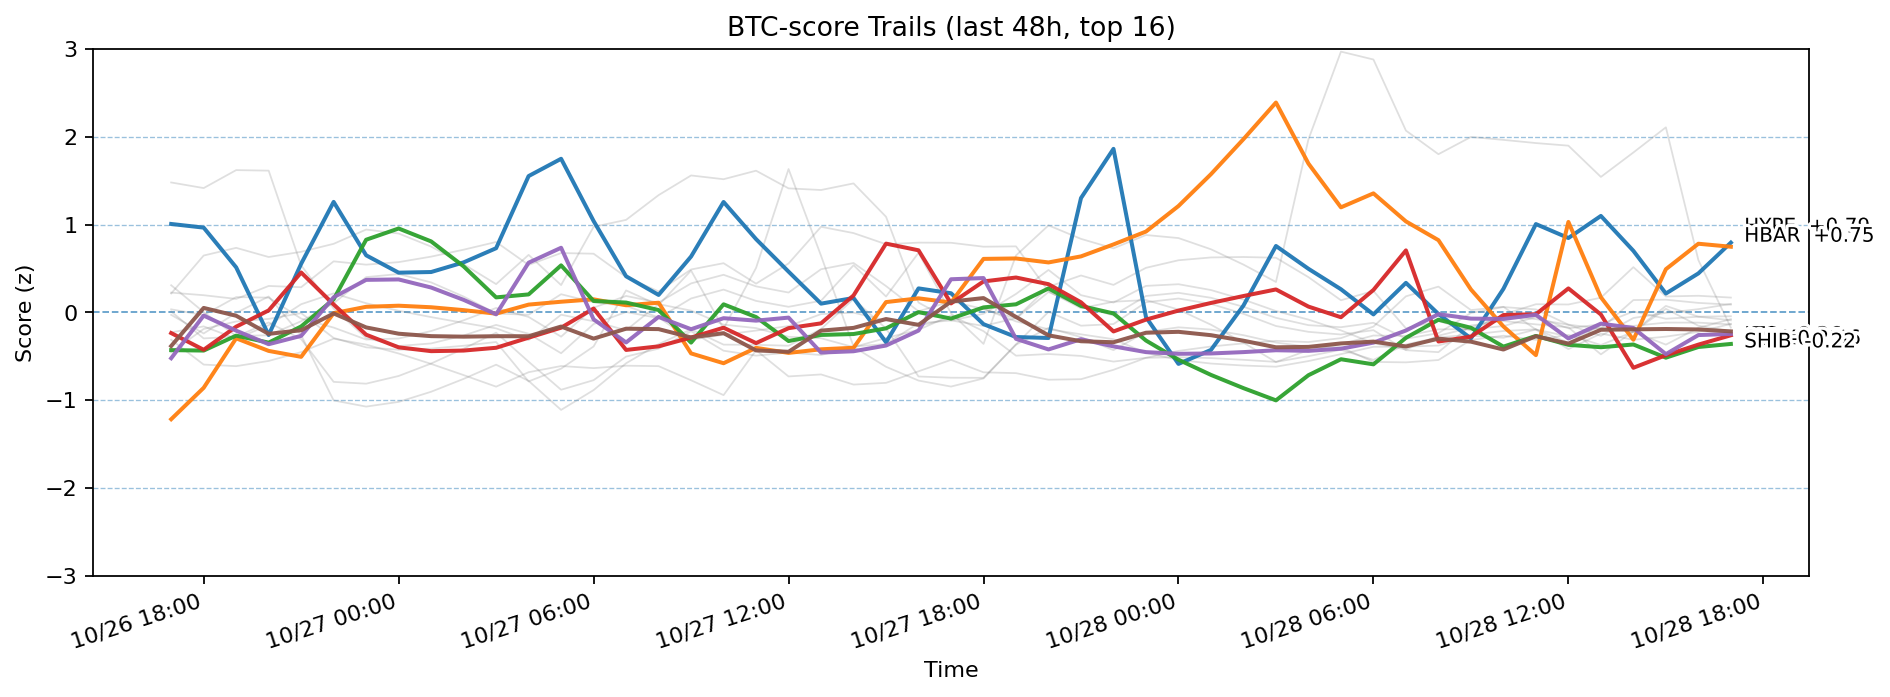 BTC-score Trails (last 48h, top 16)
Score (z)
3
2
1
0
−1
−2
−3
HYPE +0.79
HBAR +0.75
SHIB -0.22
10/26 18:00
10/27 00:00
10/27 06:00
10/27 12:00
10/27 18:00
10/28 00:00
10/28 06:00
10/28 12:00
10/28 18:00
Time